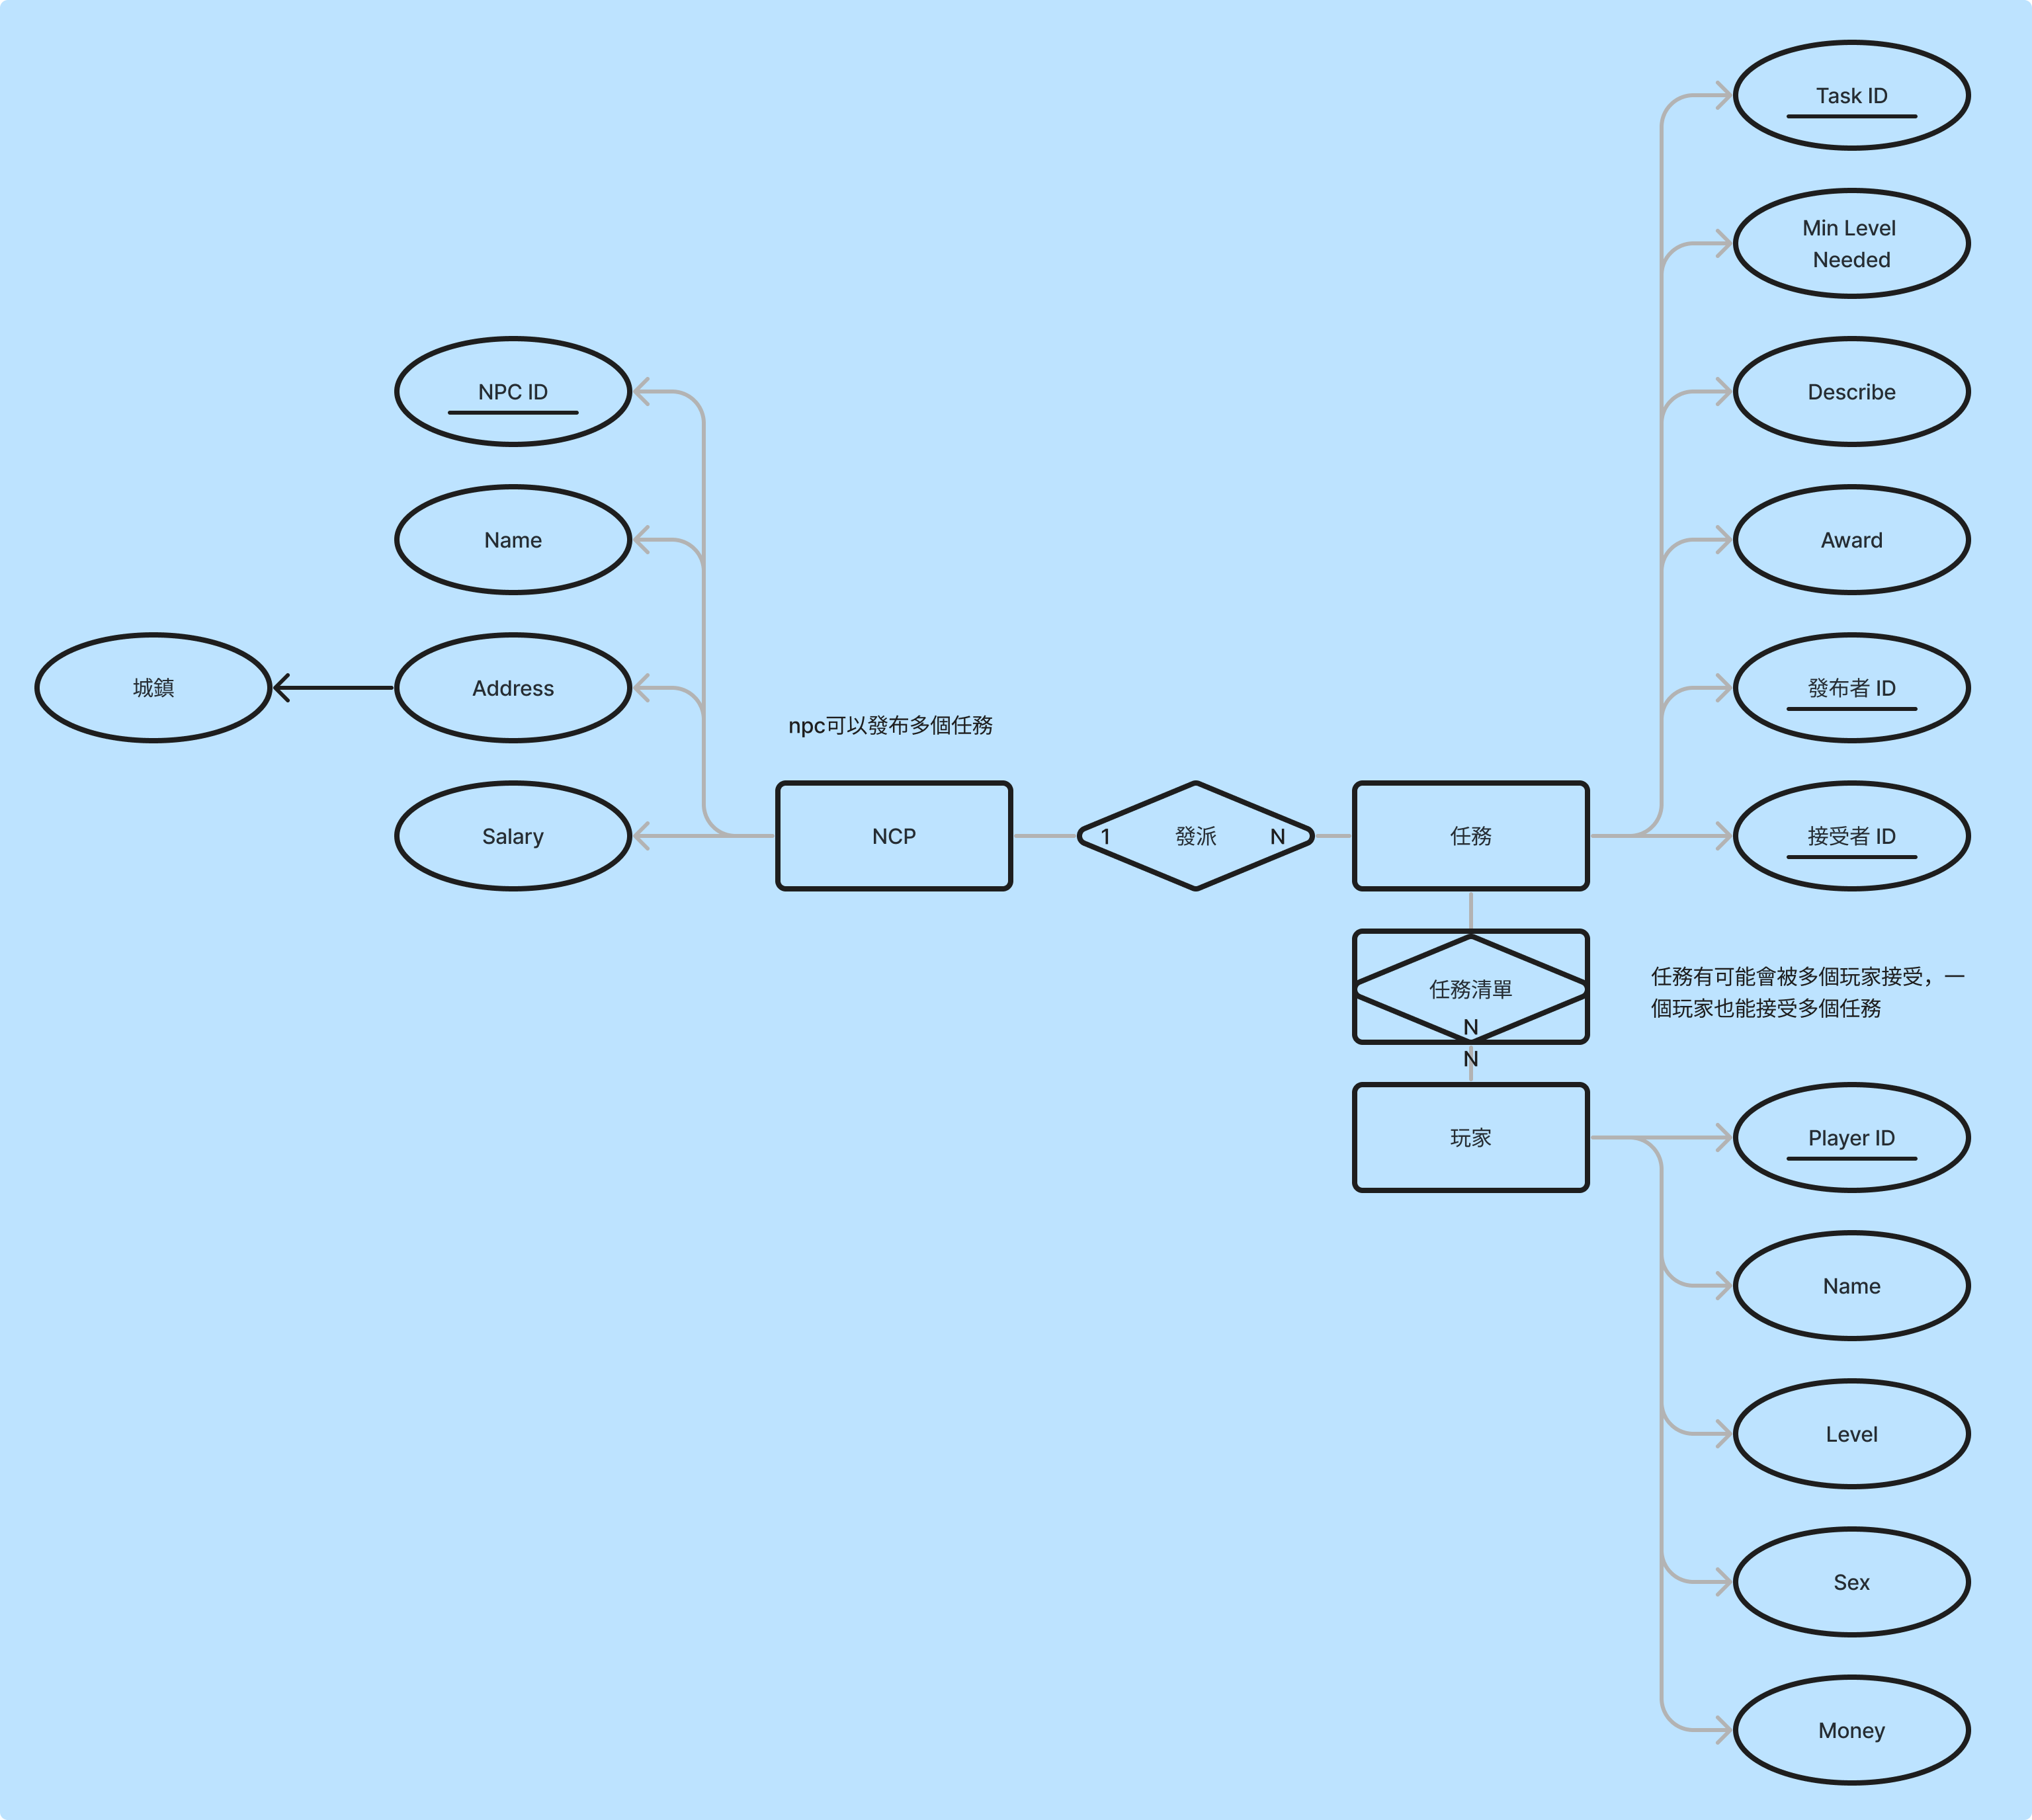 Task ID
Min Level
Needed
NPC ID
Describe
Name
Award
城鎮
Address
發布者 ID
npc可以發布多個任務
Salary
NCP
1
發派
N
任務
接受者 ID
任務清單
N
N
任務有可能會被多個玩家接受，一
個玩家也能接受多個任務
玩家
Player ID
Name
Level
Sex
Money